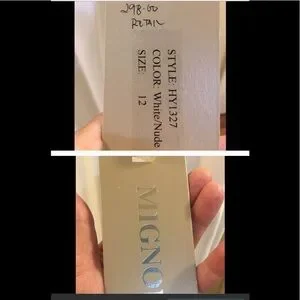 298.00
RETAIL
STYLE: HY1327
COLOR: White/Nude
SIZE: 12
MIGNO